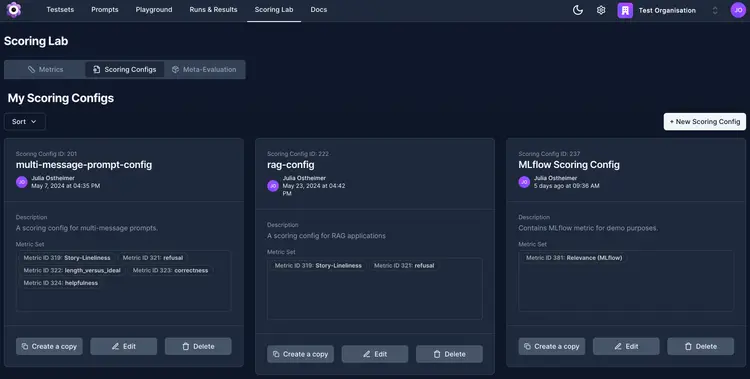 Testsets Prompts Playground Runs & Results Scoring Lab Docs Test Organisation JO
Scoring Lab
Metrics Scoring Configs Meta-Evaluation
My Scoring Configs
Sort + New Scoring Config
Scoring Config ID: 201
multi-message-prompt-config
JO Julia Ostheimer
May 7, 2024 at 04:35 PM
Description
A scoring config for multi-message prompts.
Metric Set
Metric ID 319: Story-Lineliness Metric ID 321: refusal
Metric ID 322: length_versus_ideal Metric ID 323: correctness
Metric ID 324: helpfulness
Create a copy Edit Delete
Scoring Config ID: 222
rag-config
JO Julia Ostheimer
May 23, 2024 at 04:42
PM
Description
A scoring config for RAG applications
Metric Set
Metric ID 319: Story-Lineliness Metric ID 321: refusal
Create a copy Edit Delete
Scoring Config ID: 237
MLflow Scoring Config
JO Julia Ostheimer
5 days ago at 09:36 AM
Description
Contains MLflow metric for demo purposes.
Metric Set
Metric ID 381: Relevance (MLflow)
Create a copy Edit Delete